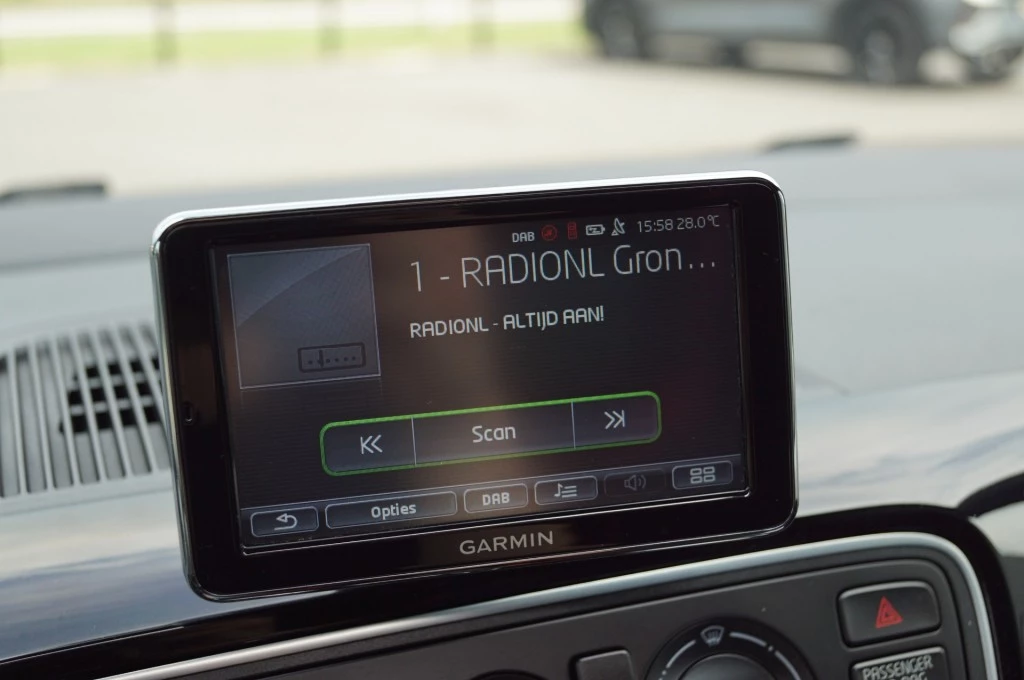 DAB 15:58 28.0°C
1 - RADIONL Gron...
RADIONL - ALTIJD AAN!
Scan
Opties DAB
GARMIN
PASSENGER